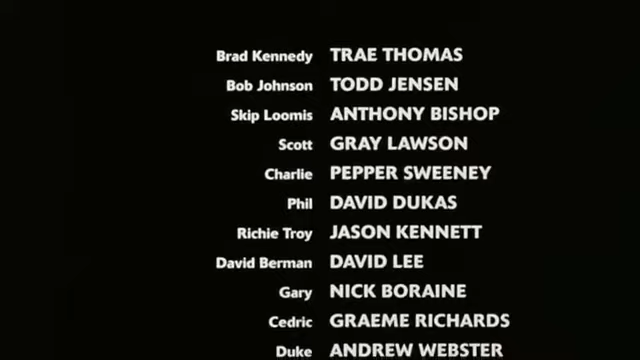 Brad Kennedy TRAE THOMAS
Bob Johnson TODD JENSEN
Skip Loomis ANTHONY BISHOP
Scott GRAY LAWSON
Charlie PEPPER SWEENEY
Phil DAVID DUKAS
Richie Troy JASON KENNETT
David Berman DAVID LEE
Gary NICK BORAINE
Cedric GRAEME RICHARDS
Duke ANDREW WEBSTER